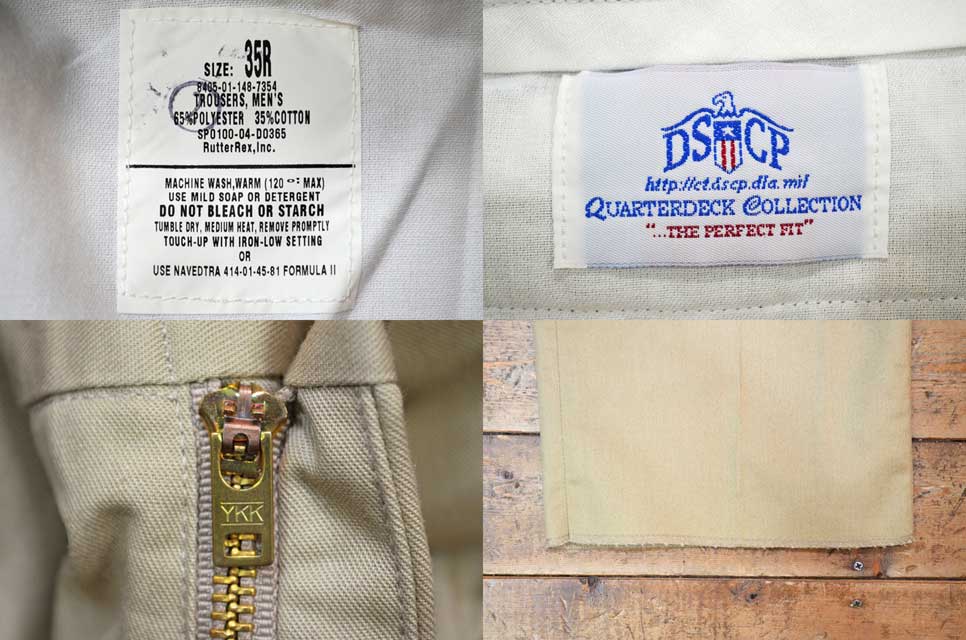 SIZE: 35R
8405-01-148-7354
TROUSERS, MEN'S
65%POLYESTER 35%COTTON
SPO100-04-D0365
RutterRex,Inc.
MACHINE WASH,WARM (120 °F MAX)
USE MILD SOAP OR DETERGENT
DO NOT BLEACH OR STARCH
TUMBLE DRY, MEDIUM HEAT, REMOVE PROMPTLY
TOUCH-UP WITH IRON-LOW SETTING
OR
USE NAVEDTRA 414-01-45-81 FORMULA II
DSCP
http://ct.dscp.dla.mil
QUARTERDECK COLLECTION
"...THE PERFECT FIT"
YKK